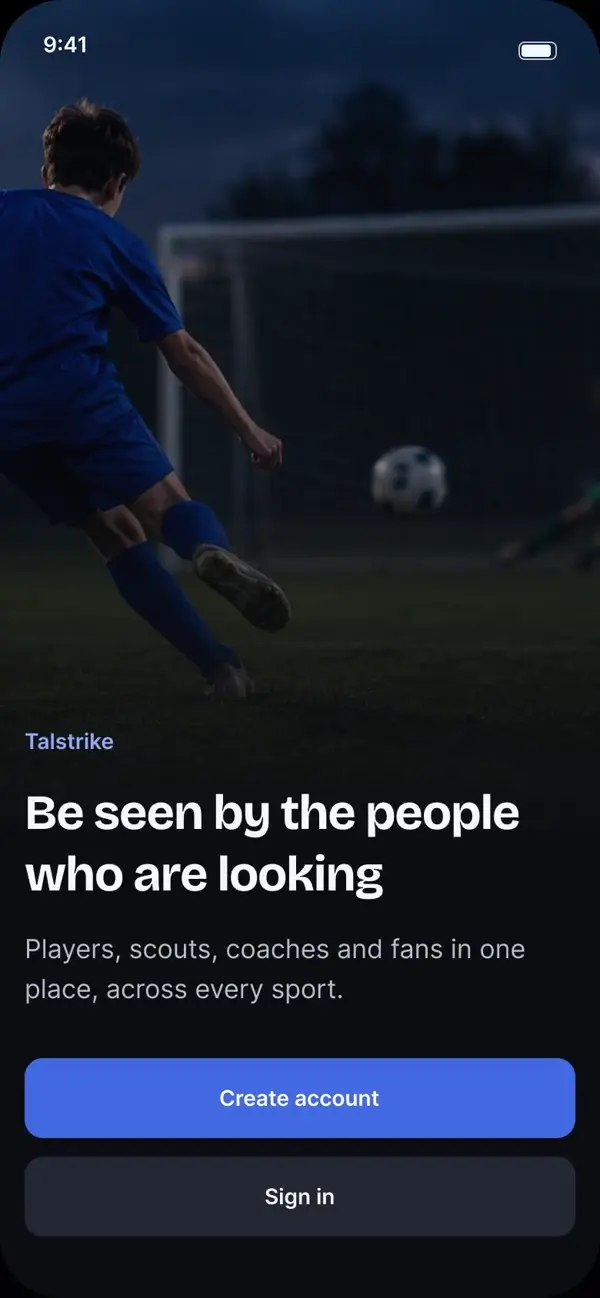 9:41
Talstrike
Be seen by the people
who are looking
Players, scouts, coaches and fans in one
place, across every sport.
Create account
Sign in